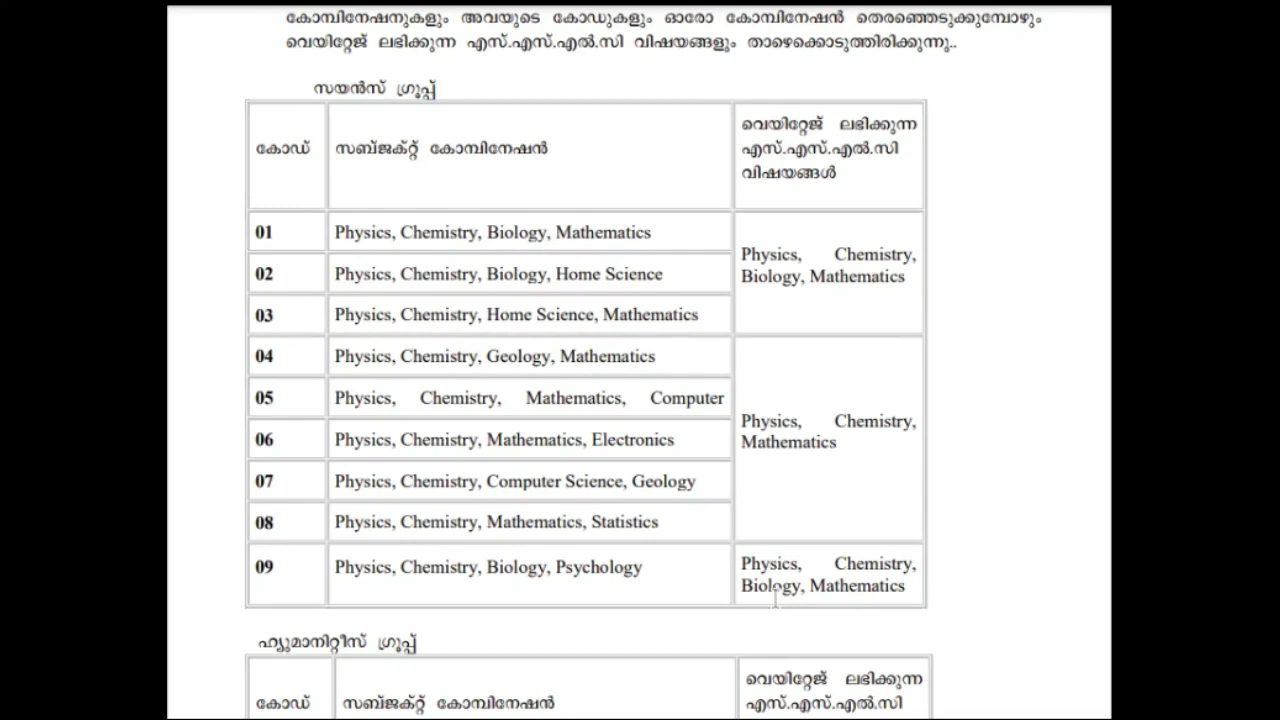 കോമ്പിനേഷനുകളും അവയുടെ കോഡുകളും ഓരോ കോമ്പിനേഷൻ തെരഞ്ഞെടുക്കുമ്പോഴും
വെയിറ്റേജ് ലഭിക്കുന്ന എസ്.എസ്.എൽ.സി വിഷയങ്ങളും താഴെക്കൊടുത്തിരിക്കുന്നു..
സയൻസ് ഗ്രൂപ്പ്
കോഡ്
സബ്ജക്റ്റ് കോമ്പിനേഷൻ
വെയിറ്റേജ് ലഭിക്കുന്ന
എസ്.എസ്.എൽ.സി
വിഷയങ്ങൾ
01 Physics, Chemistry, Biology, Mathematics
02 Physics, Chemistry, Biology, Home Science
03 Physics, Chemistry, Home Science, Mathematics
Physics, Chemistry,
Biology, Mathematics
04 Physics, Chemistry, Geology, Mathematics
05 Physics, Chemistry, Mathematics, Computer
06 Physics, Chemistry, Mathematics, Electronics
07 Physics, Chemistry, Computer Science, Geology
08 Physics, Chemistry, Mathematics, Statistics
Physics, Chemistry,
Mathematics
09 Physics, Chemistry, Biology, Psychology
Physics, Chemistry,
Biology, Mathematics
ഹ്യുമാനിറ്റീസ് ഗ്രൂപ്പ്
കോഡ്
സബ്ജക്റ്റ് കോമ്പിനേഷൻ
വെയിറ്റേജ് ലഭിക്കുന്ന
എസ്.എസ്.എൽ.സി